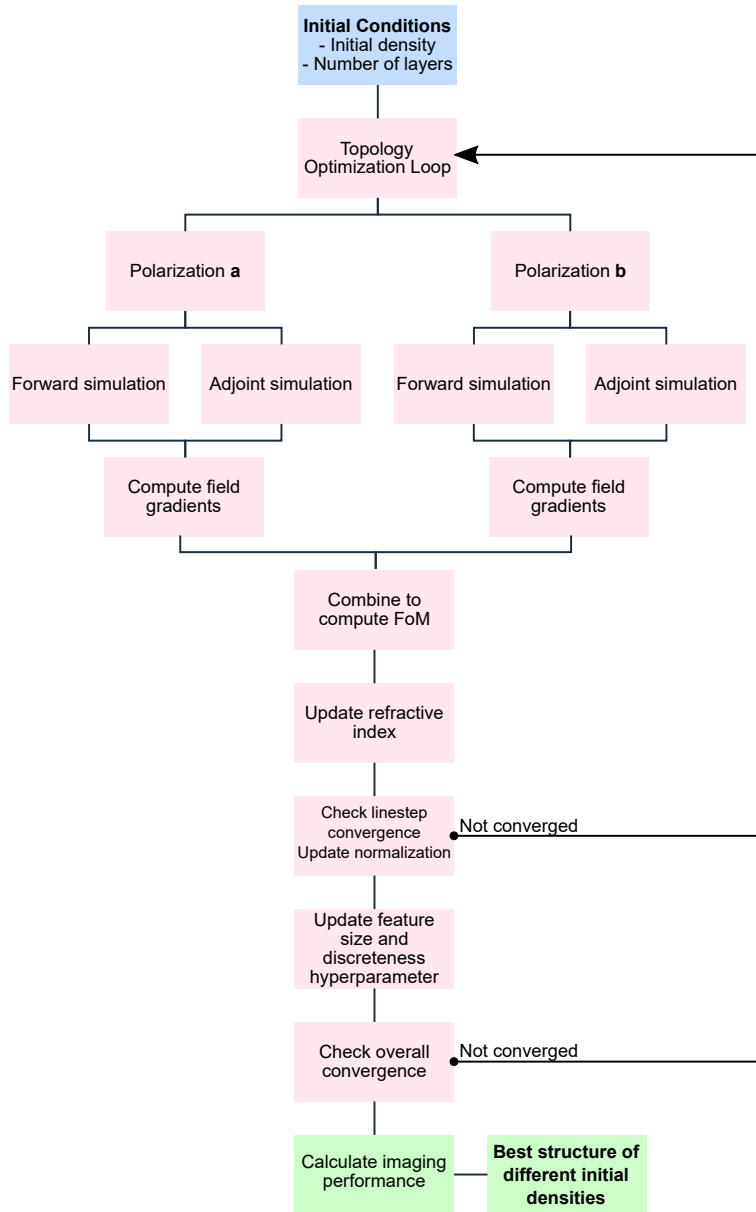 Initial Conditions
- Initial density
- Number of layers
Topology
Optimization Loop
Polarization a
Polarization b
Forward simulation
Adjoint simulation
Forward simulation
Adjoint simulation
Compute field
gradients
Compute field
gradients
Combine to
compute FoM
Update refractive
index
Check linestep
convergence
Update normalization
Not converged
Update feature
size and
discreteness
hyperparameter
Check overall
convergence
Not converged
Calculate imaging
performance
Best structure of
different initial
densities